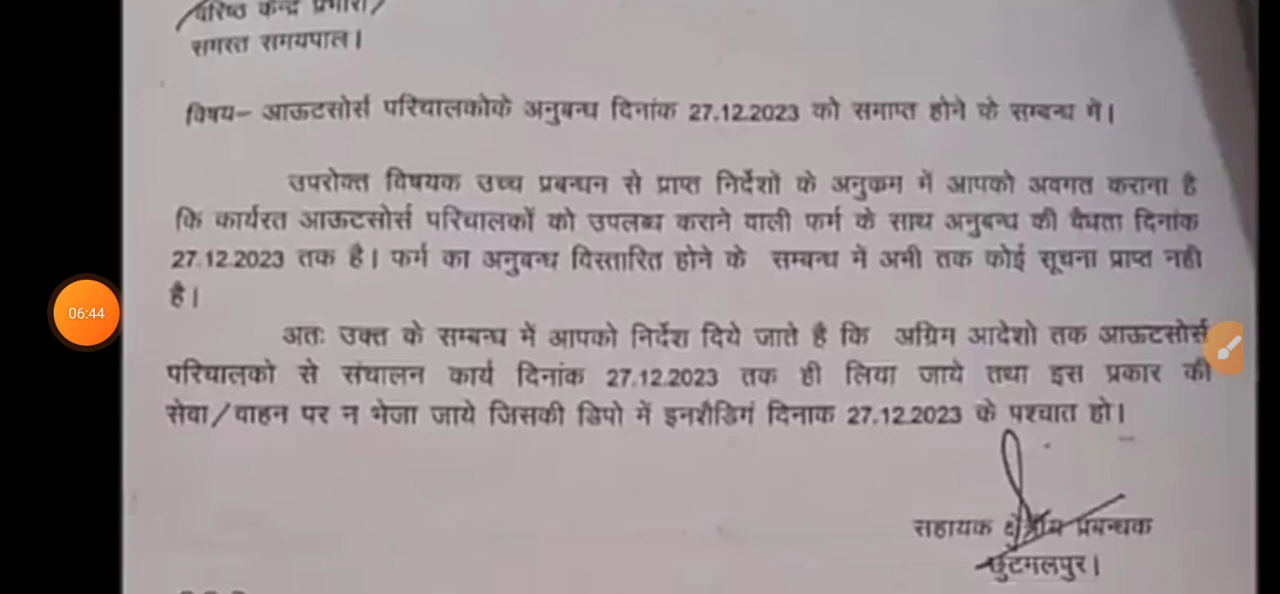 वरिष्ठ केन्द्र प्रभारी/
समस्त समयपाल।
विषय– आऊटसोर्स परिचालकोके अनुबन्ध दिनांक 27.12.2023 को समाप्त होने के सम्बन्ध में।
उपरोक्त विषयक उच्च प्रबन्धन से प्राप्त निर्देशों के अनुक्रम में आपको अवगत कराना है
कि कार्यरत आऊटसोर्स परिचालकों को उपलब्ध कराने वाली फर्म के साथ अनुबन्ध की वैधता दिनांक
27.12.2023 तक है। फर्म का अनुबन्ध विस्तारित होने के सम्बन्ध में अभी तक कोई सूचना प्राप्त नही
है।
अतः उक्त के सम्बन्ध में आपको निर्देश दिये जाते है कि अग्रिम आदेशो तक आऊटसोर्स
परिचालको से संचालन कार्य दिनांक 27.12.2023 तक ही लिया जाये तथा इस प्रकार की
सेवा/वाहन पर न भेजा जाये जिसकी डिपो में इनशैडिगं दिनाक 27.12.2023 के पश्चात हो।
सहायक क्षेत्रीय प्रबन्धक
छुटमलपुर।
06:44